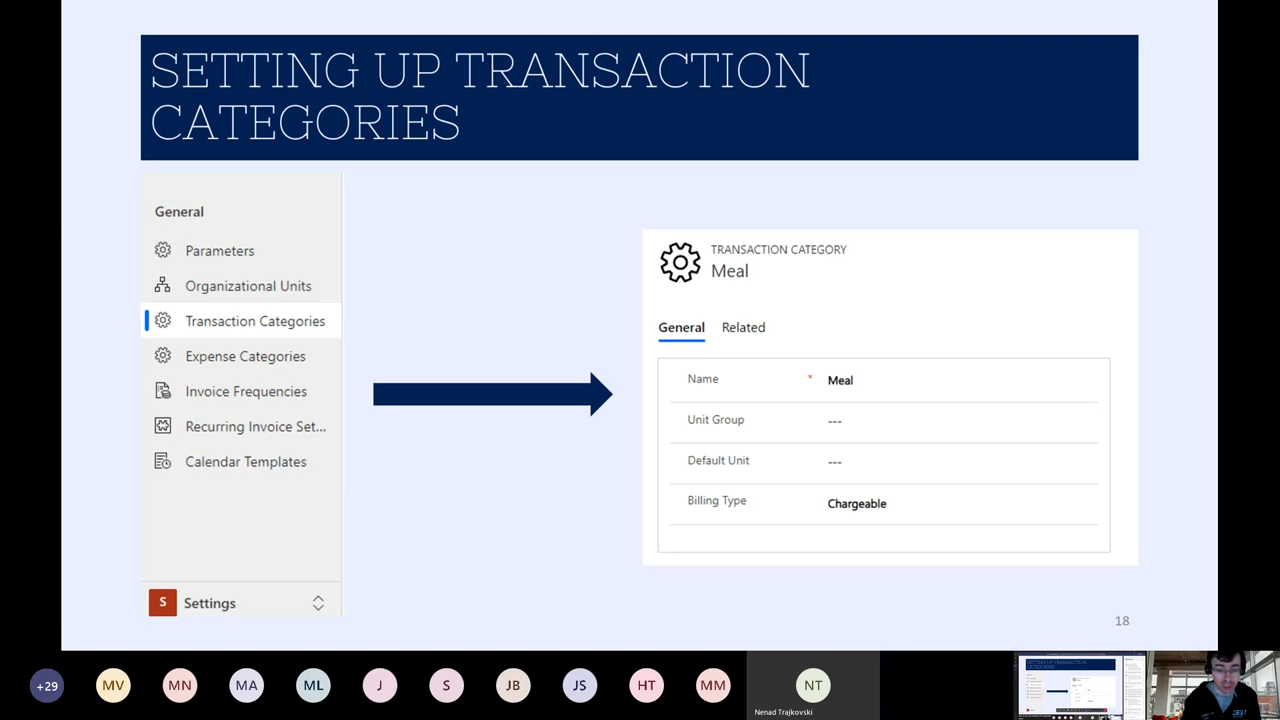 SETTING UP TRANSACTION
CATEGORIES
General
Parameters
Organizational Units
Transaction Categories
Expense Categories
Invoice Frequencies
Recurring Invoice Set...
Calendar Templates
S Settings
TRANSACTION CATEGORY
Meal
General Related
Name * Meal
Unit Group ---
Default Unit ---
Billing Type Chargeable
18
+29 MV MN MA ML J S JB JS HT MM NT
Nenad Trajkovski